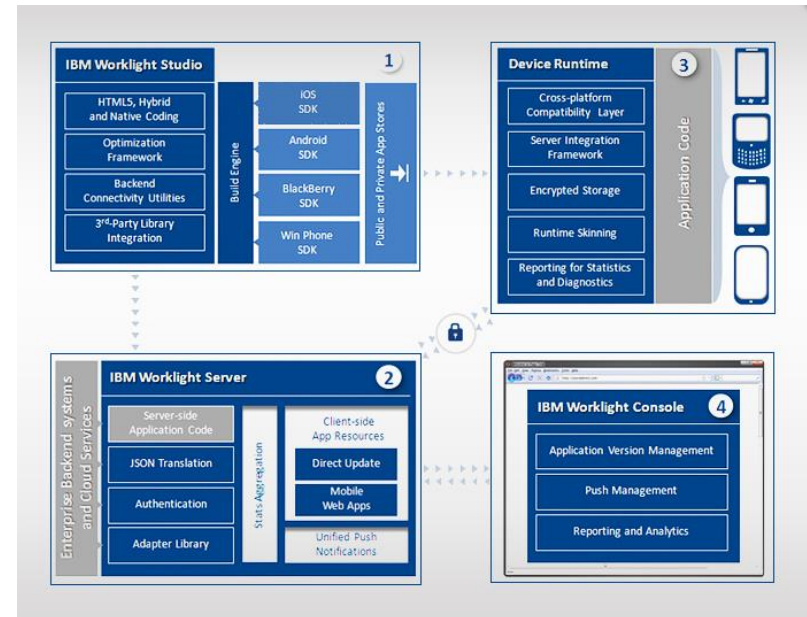 IBM Worklight Studio
1
HTML5, Hybrid
and Native Coding
Optimization
Framework
Backend
Connectivity Utilities
3rd-Party Library
Integration
Build Engine
iOS
SDK
Android
SDK
BlackBerry
SDK
Win Phone
SDK
Public and Private App Stores
Device Runtime
3
Cross-platform
Compatibility Layer
Server Integration
Framework
Encrypted Storage
Runtime Skinning
Reporting for Statistics
and Diagnostics
Application Code
Enterprise Backend systems
and Cloud Services
IBM Worklight Server
2
Server-side
Application Code
JSON Translation
Authentication
Adapter Library
Stats Aggregation
Client-side
App Resources
Direct Update
Mobile
Web Apps
Unified Push
Notifications
IBM Worklight Console
4
Application Version Management
Push Management
Reporting and Analytics